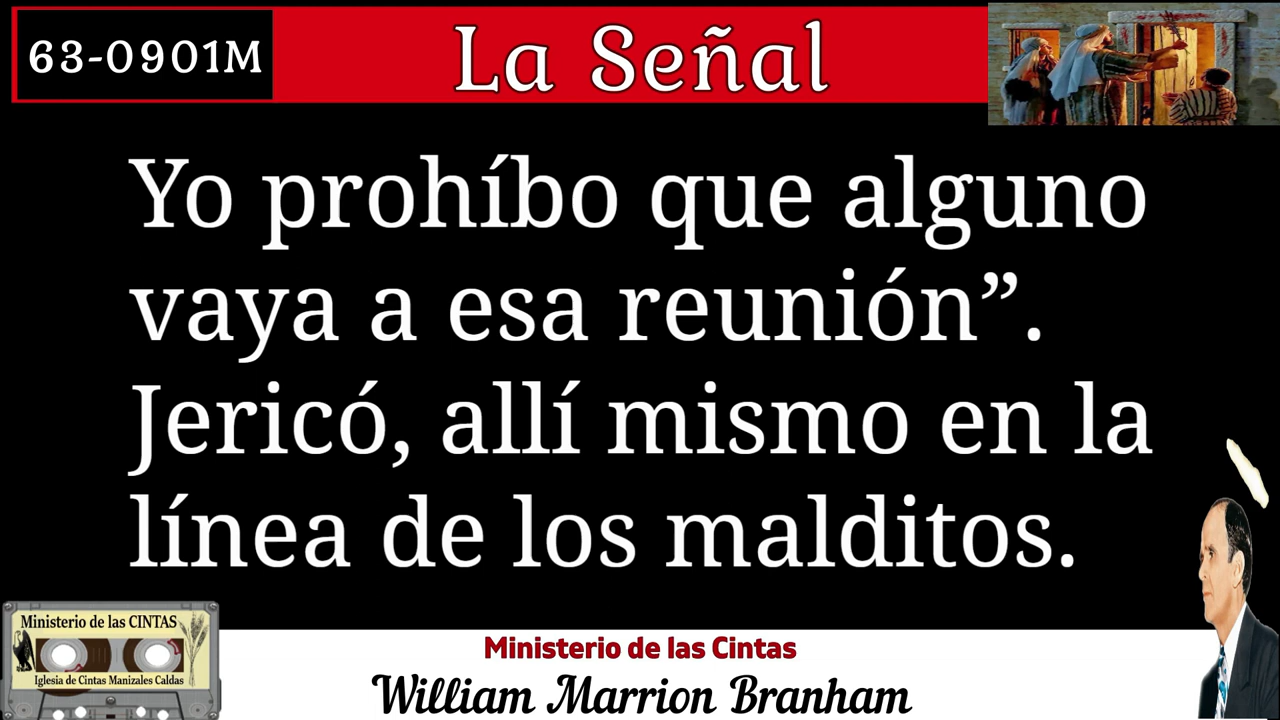 63-0901M
La Señal
Yo prohíbo que alguno
vaya a esa reunión”.
Jericó, allí mismo en la
línea de los malditos.
Ministerio de las CINTAS
Iglesia de Cintas Manizales Caldas
Ministerio de las Cintas
William Marrion Branham